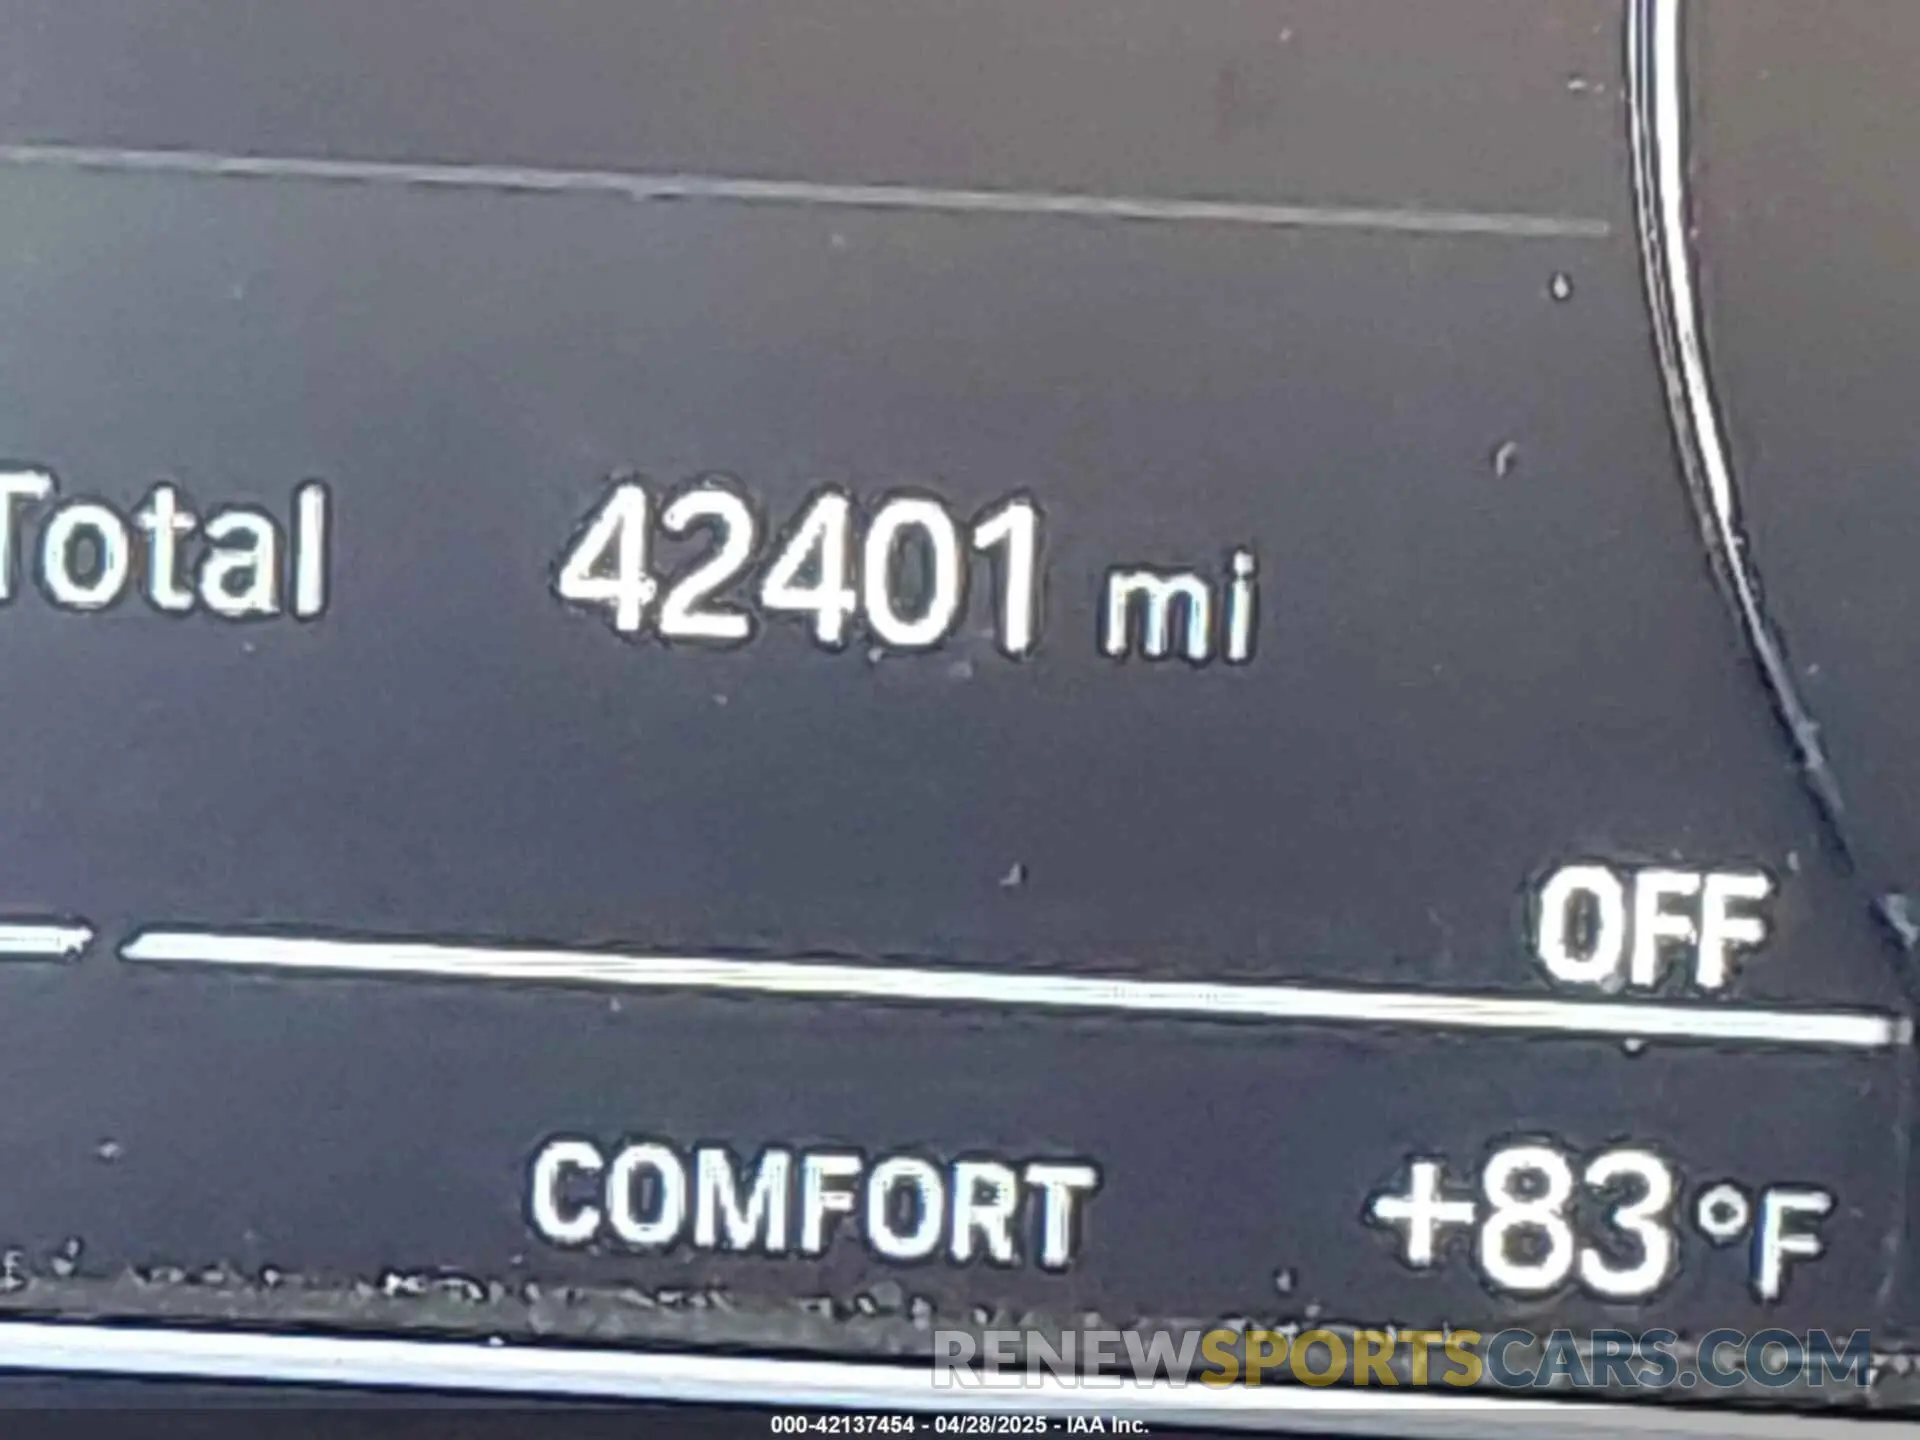 Total 42401 mi
OFF
COMFORT +83 °F
RENEWSPORTSCARS.COM
000-42137454 - 04/28/2025 - IAA Inc.